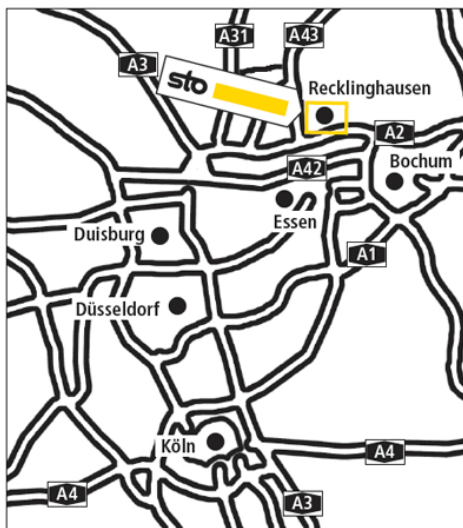 A31
A43
A3
sto
Recklinghausen
A2
A42
Bochum
Essen
Duisburg
A1
Düsseldorf
Köln
A4
A4
A3